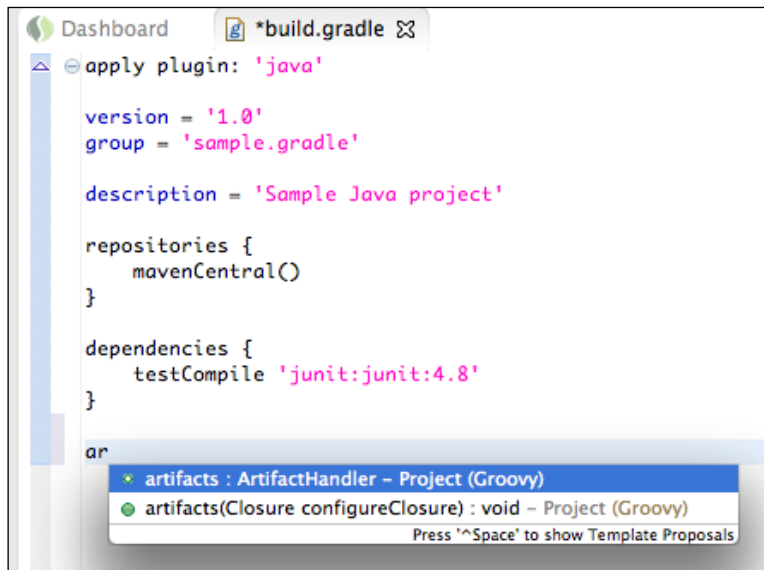 Dashboard *build.gradle
apply plugin: 'java'
version = '1.0'
group = 'sample.gradle'
description = 'Sample Java project'
repositories {
    mavenCentral()
}
dependencies {
    testCompile 'junit:junit:4.8'
}
ar
artifacts : ArtifactHandler – Project (Groovy)
artifacts(Closure configureClosure) : void – Project (Groovy)
Press '^Space' to show Template Proposals